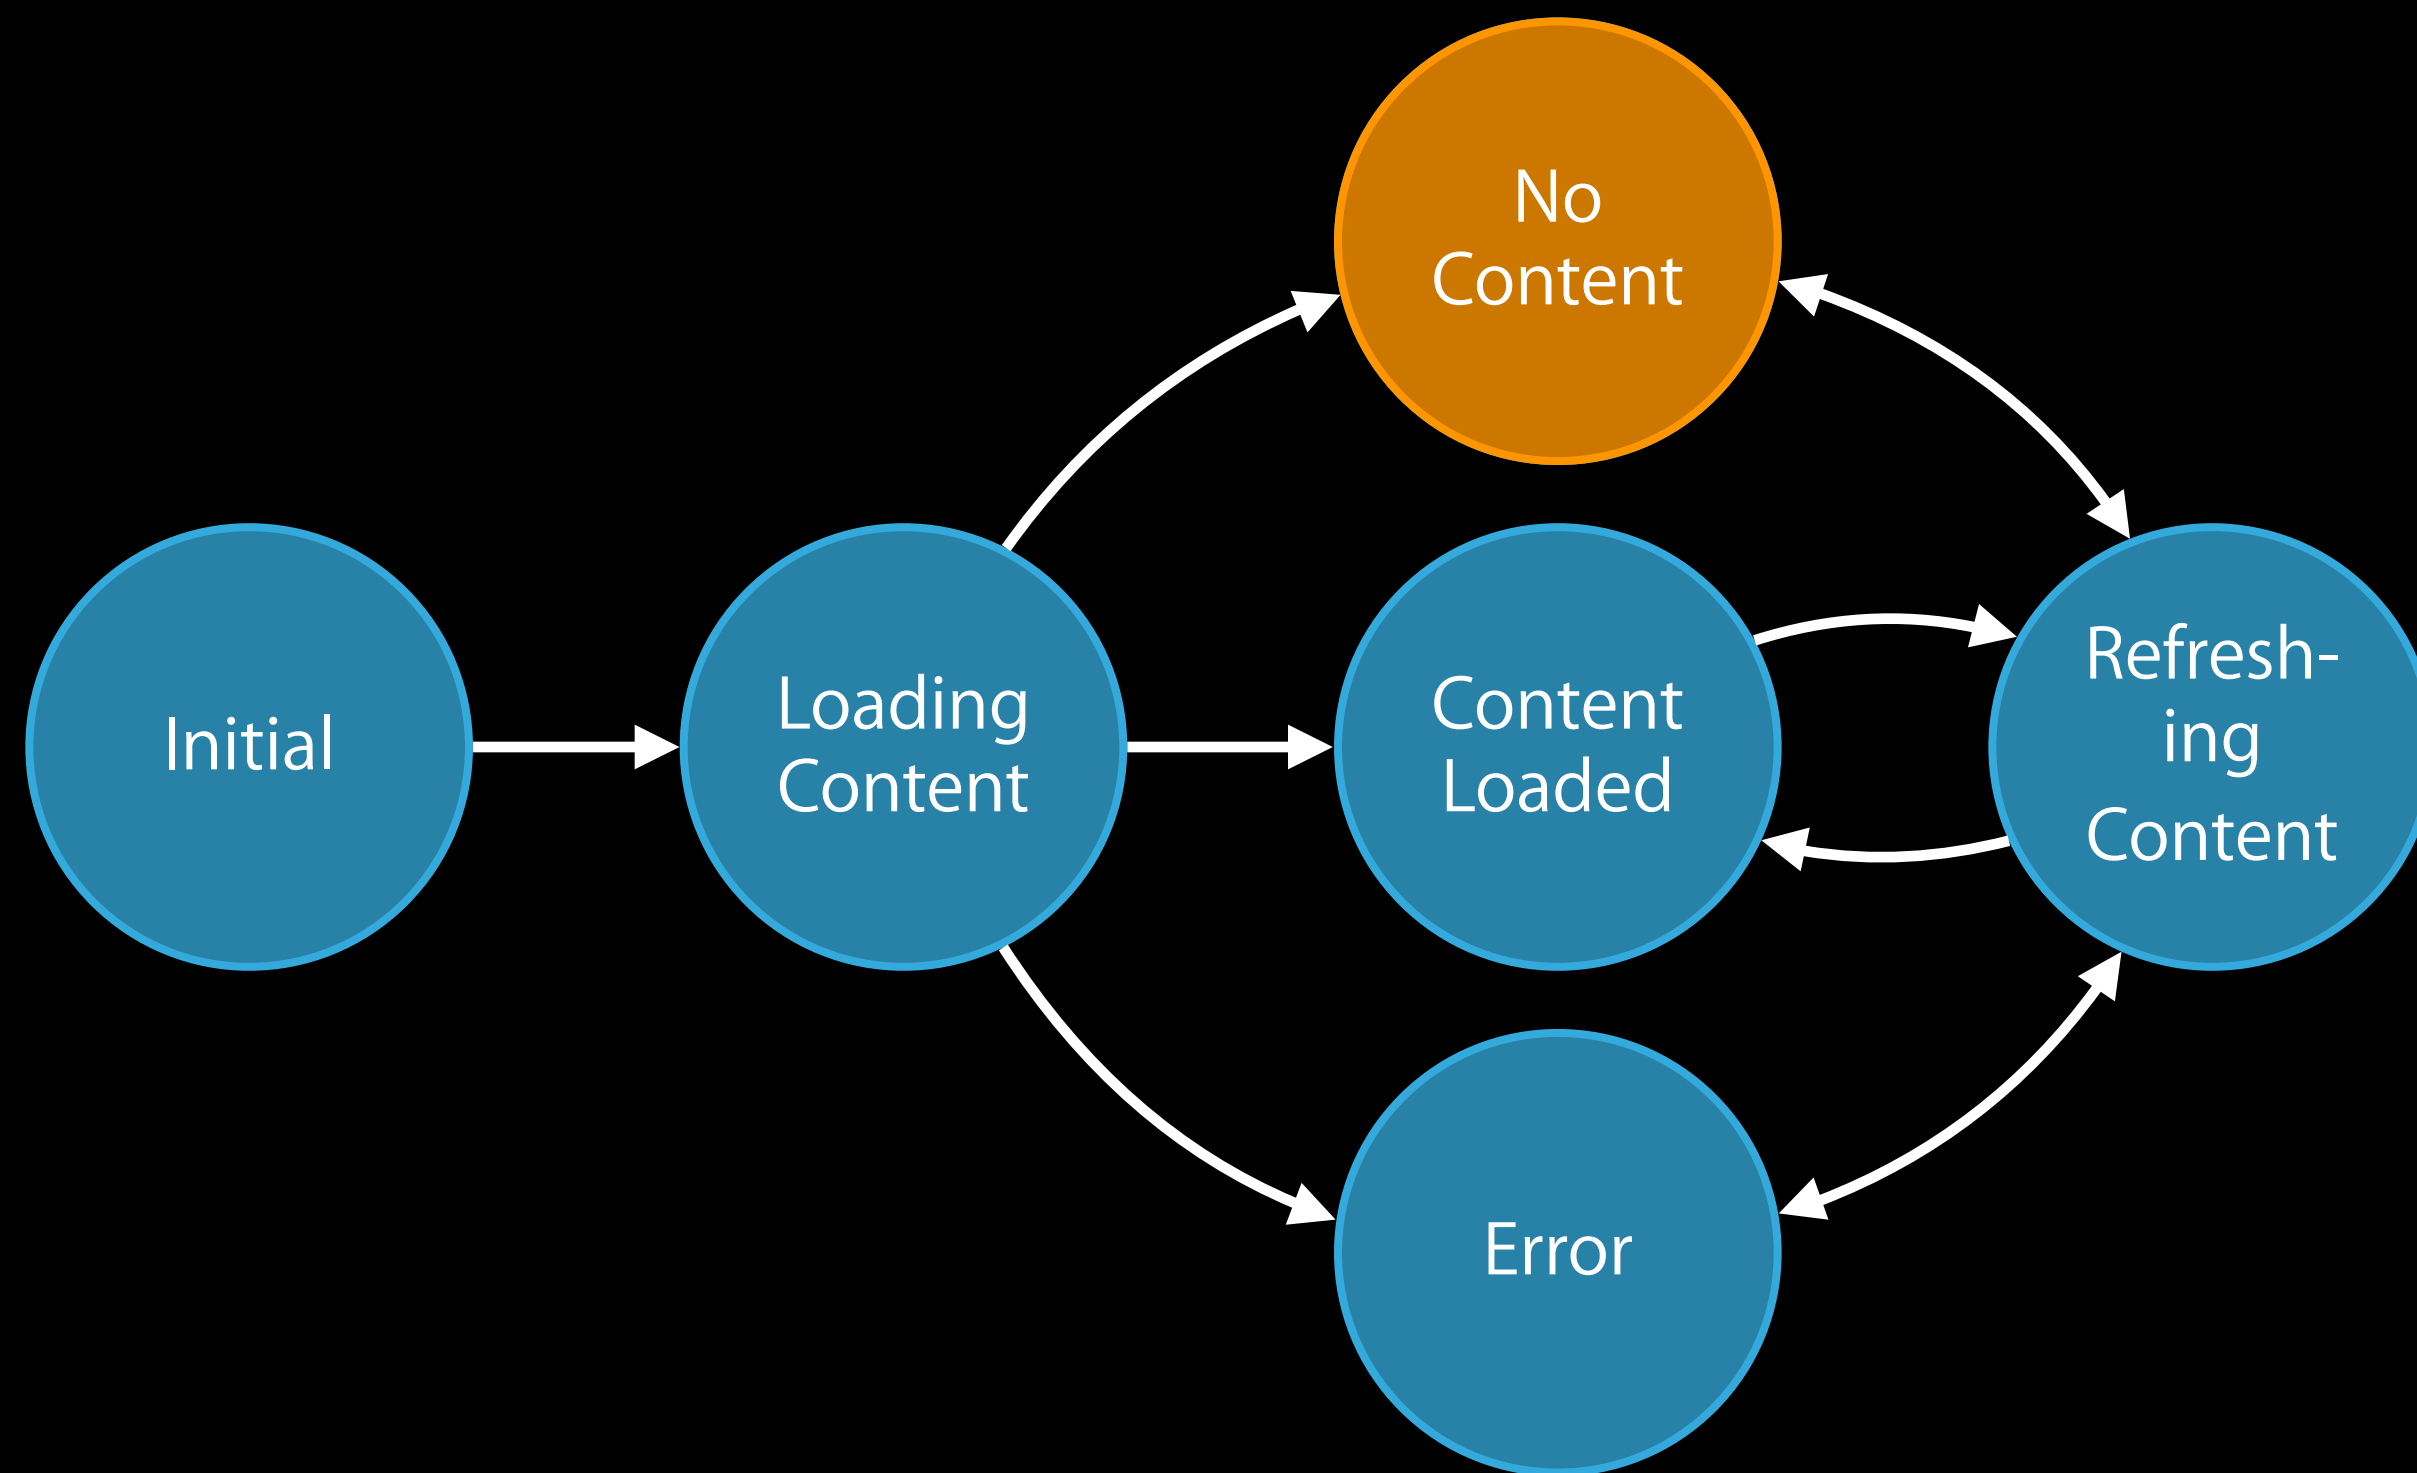 No
Content
Initial
Loading
Content
Content
Loaded
Refresh-
ing
Content
Error